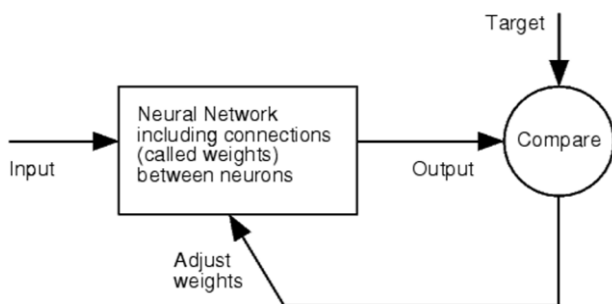 Target
Neural Network
including connections
(called weights)
between neurons
Compare
Input
Output
Adjust
weights